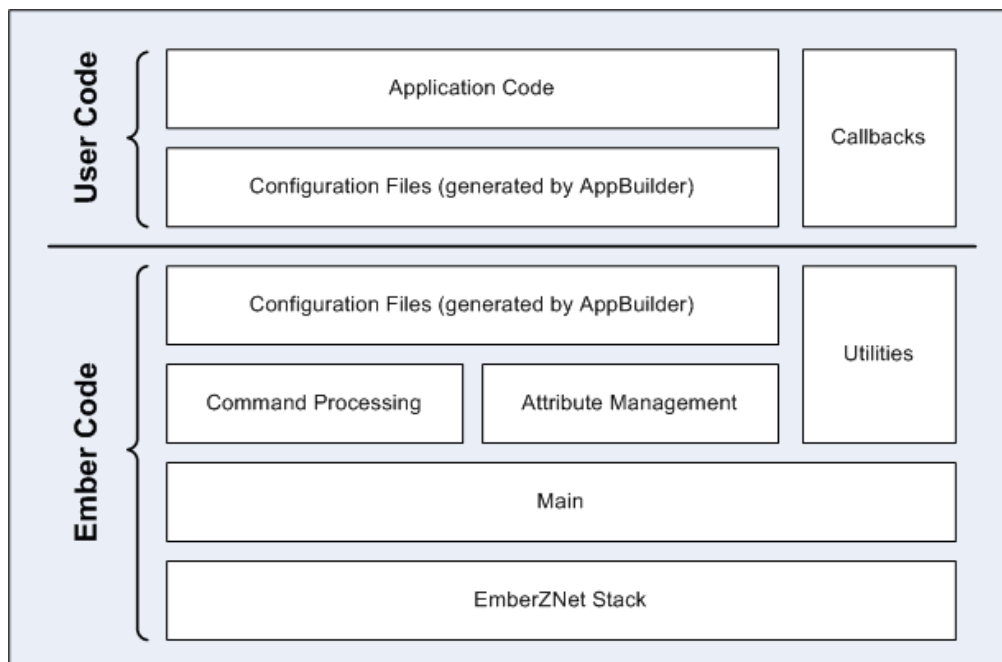 User Code
Application Code
Configuration Files (generated by AppBuilder)
Callbacks
Ember Code
Configuration Files (generated by AppBuilder)
Utilities
Command Processing
Attribute Management
Main
EmberZNet Stack